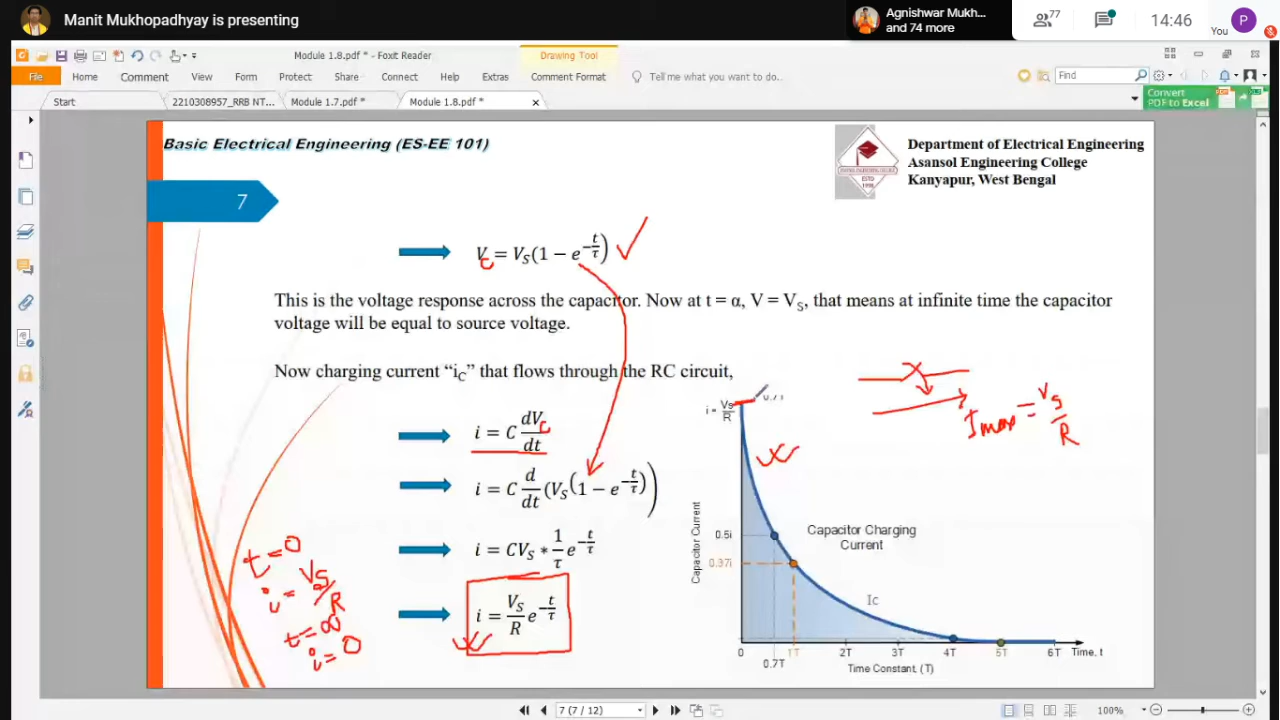 Manit Mukhopadhyay is presenting
Agnishwar Mukh...
and 74 more
77
14:46
You
P
Module 1.8.pdf * - Foxit Reader
Drawing Tool
File Home Comment View Form Protect Share Connect Help Extras Comment Format Tell me what you want to do.. Find
Start 2210308957_RRB NT... Module 1.7.pdf * Module 1.8.pdf *
Convert
PDF to Excel
Basic Electrical Engineering (ES-EE 101)
Department of Electrical Engineering
Asansol Engineering College
Kanyapur, West Bengal
7
V_C = V_S(1 − e^(−t/τ))
This is the voltage response across the capacitor. Now at t = α, V = V_S, that means at infinite time the capacitor
voltage will be equal to source voltage.
Now charging current “i_C” that flows through the RC circuit,
i = C dV_C/dt
i = C d/dt (V_S(1 − e^(−t/τ)))
i = CV_S * 1/τ e^(−t/τ)
i = V_S/R e^(−t/τ)
t=0
i = Vs/R
t=∞
i = 0
I max = Vs/R
i = Vs/R
Capacitor Current
0.5i
0.37i
Capacitor Charging
Current
Ic
0 1T 2T 3T 4T 5T 6T Time, t
0.7T
Time Constant, (T)
7 (7 / 12)
100%